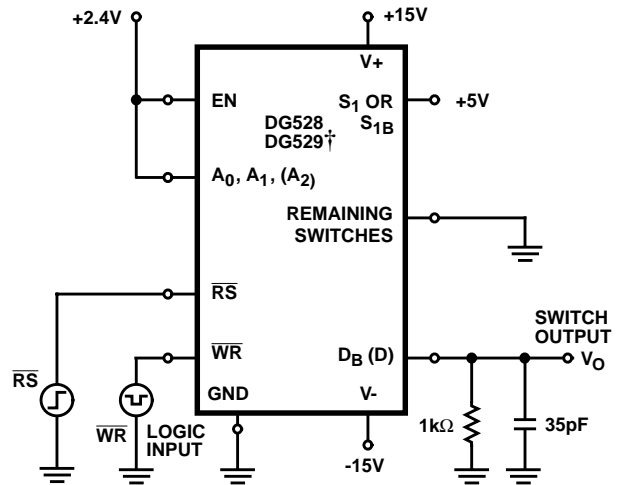 +2.4V
+15V
V+
EN
S1 OR
S1B
+5V
DG528
DG529†
A0, A1, (A2)
REMAINING
SWITCHES
RS
WR
DB (D)
SWITCH
OUTPUT
VO
RS
GND
V-
WR
LOGIC
INPUT
1kΩ
35pF
-15V